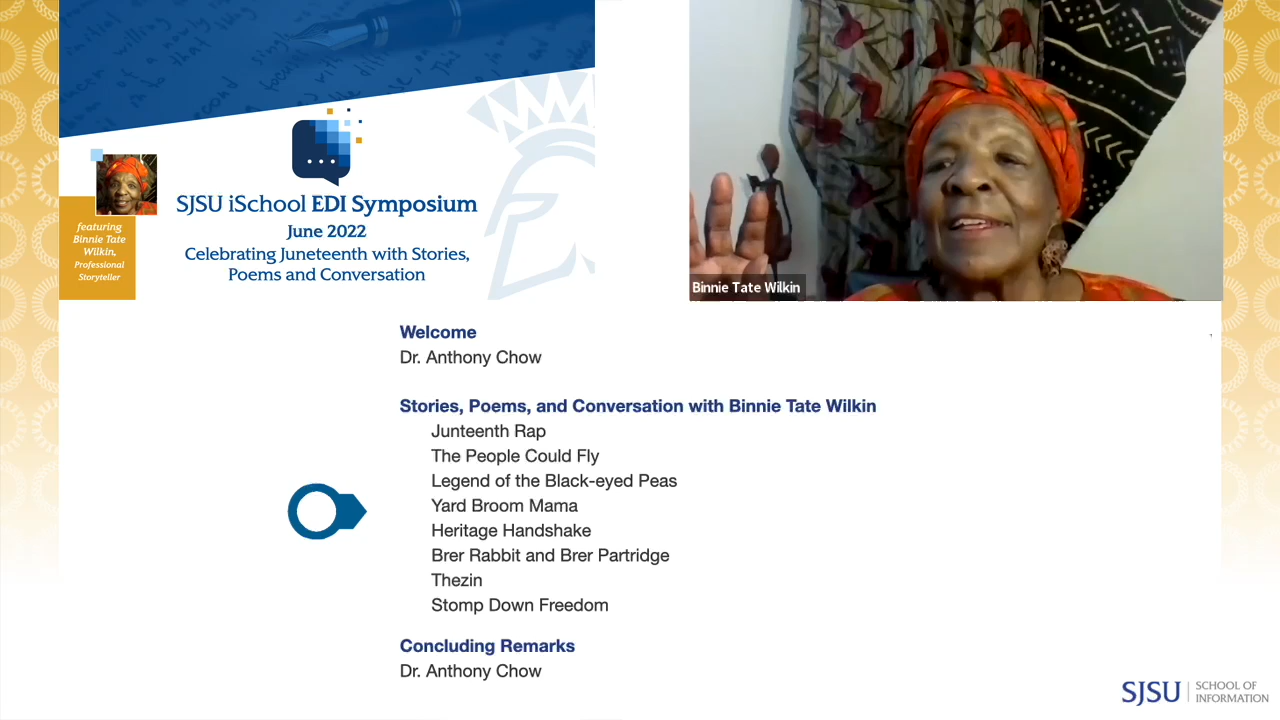 SJSU iSchool EDI Symposium
June 2022
Celebrating Juneteenth with Stories,
Poems and Conversation
featuring
Binnie Tate
Wilkin,
Professional
Storyteller
Binnie Tate Wilkin
Welcome
Dr. Anthony Chow
Stories, Poems, and Conversation with Binnie Tate Wilkin
Junteenth Rap
The People Could Fly
Legend of the Black-eyed Peas
Yard Broom Mama
Heritage Handshake
Brer Rabbit and Brer Partridge
Thezin
Stomp Down Freedom
Concluding Remarks
Dr. Anthony Chow
SJSU
SCHOOL OF
INFORMATION